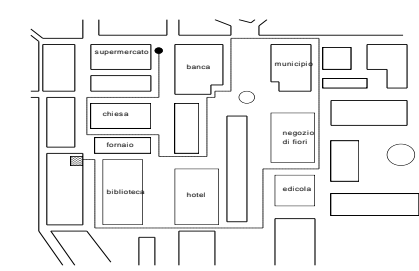 supermercato
banca
municipio
chiesa
negozio
di fiori
fornaio
biblioteca
hotel
edicola